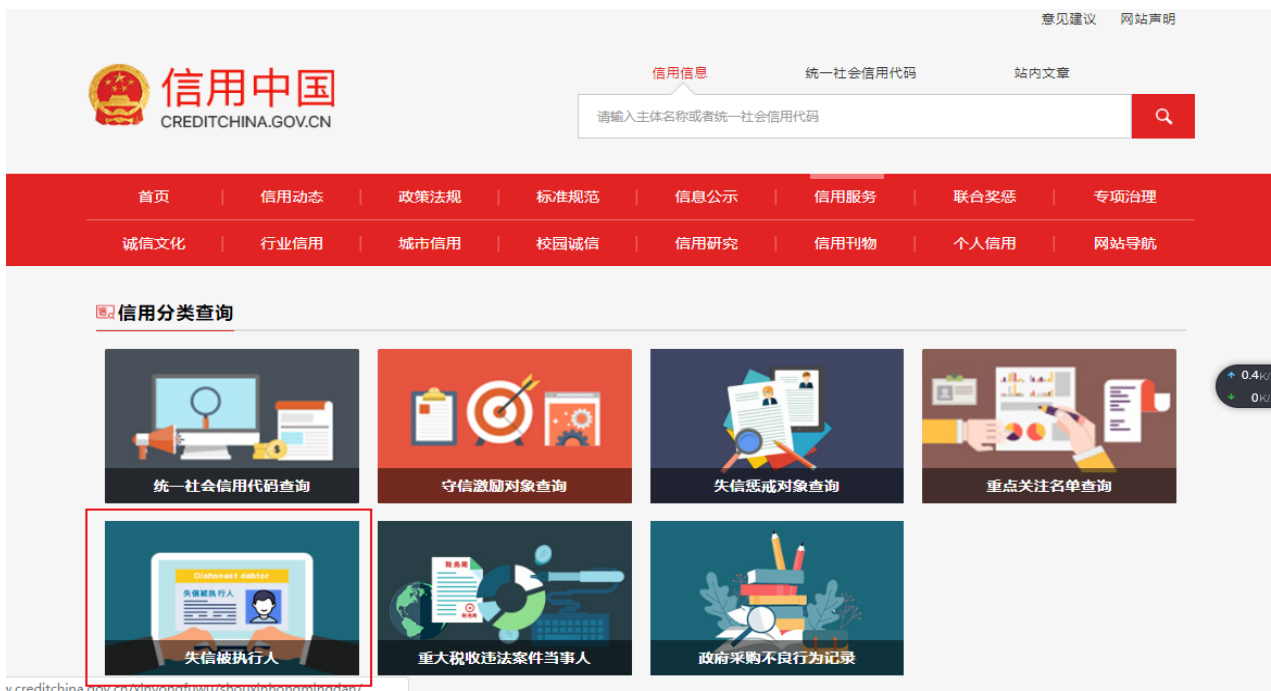 意见建议 网站声明
信用信息 统一社会信用代码 站内文章
信用中国
CREDITCHINA.GOV.CN
请输入主体名称或者统一社会信用代码
首页 信用动态 政策法规 标准规范 信息公示 信用服务 联合奖惩 专项治理
诚信文化 行业信用 城市信用 校园诚信 信用研究 信用刊物 个人信用 网站导航
信用分类查询
0.4K/
0K/
统一社会信用代码查询 守信激励对象查询 失信惩戒对象查询 重点关注名单查询
Dishonest debtor
失信被执行人
税务局
失信被执行人 重大税收违法案件当事人 政府采购不良行为记录
v.creditchina.gov.cn/xinyongfuwu/shouxinhongmingdan/